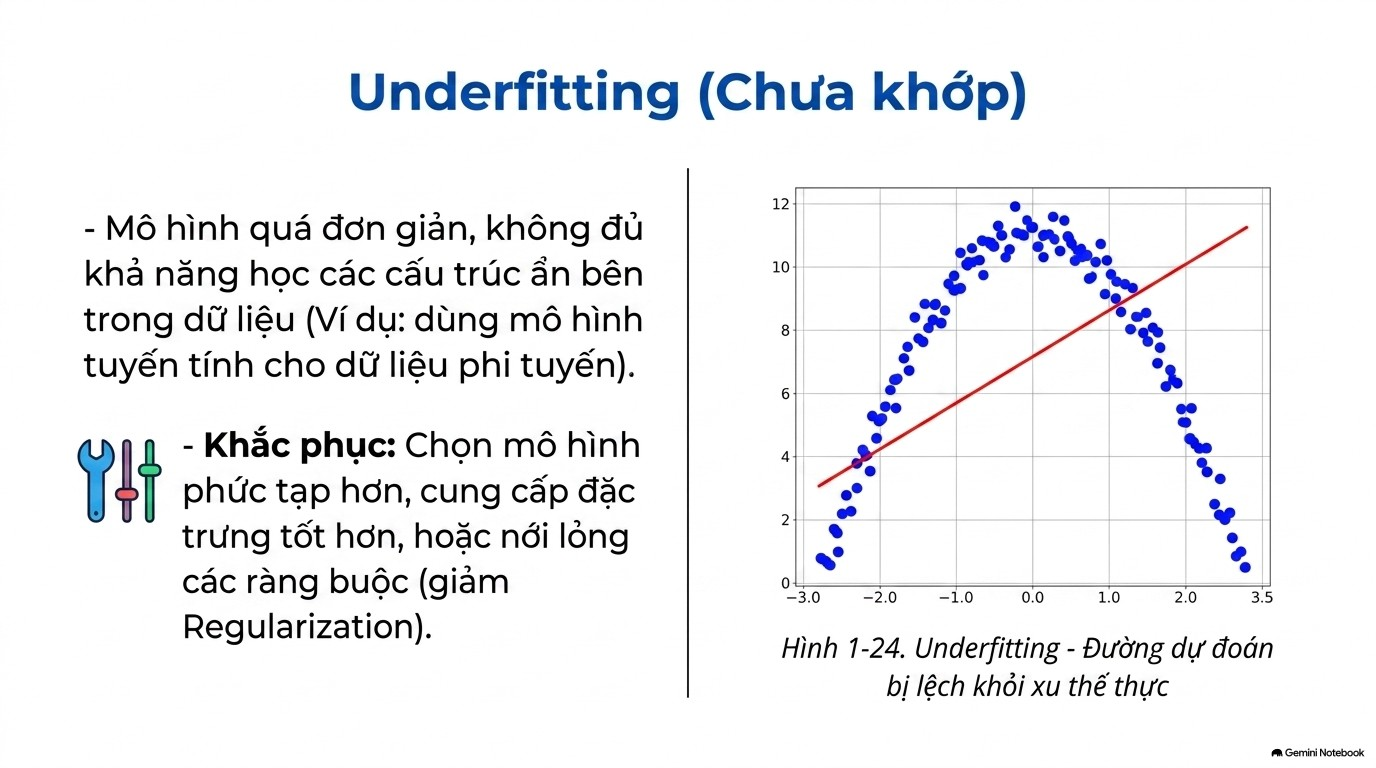 Underfitting (Chưa khớp)
- Mô hình quá đơn giản, không đủ
khả năng học các cấu trúc ẩn bên
trong dữ liệu (Ví dụ: dùng mô hình
tuyến tính cho dữ liệu phi tuyến).
- Khắc phục: Chọn mô hình
phức tạp hơn, cung cấp đặc
trưng tốt hơn, hoặc nới lỏng
các ràng buộc (giảm
Regularization).
12
10
8
6
4
2
0
−3.0 −2.0 −1.0 0.0 1.0 2.0 3.5
Hình 1-24. Underfitting - Đường dự đoán
bị lệch khỏi xu thế thực
Gemini Notebook